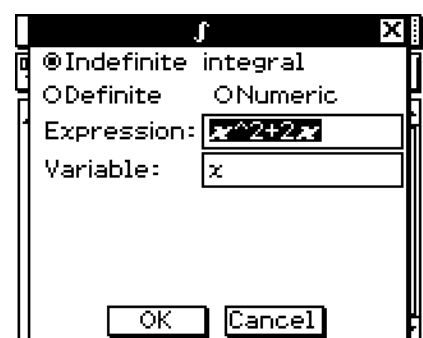 ∫
Indefinite integral
Definite Numeric
Expression: x^2+2x
Variable: x
OK Cancel